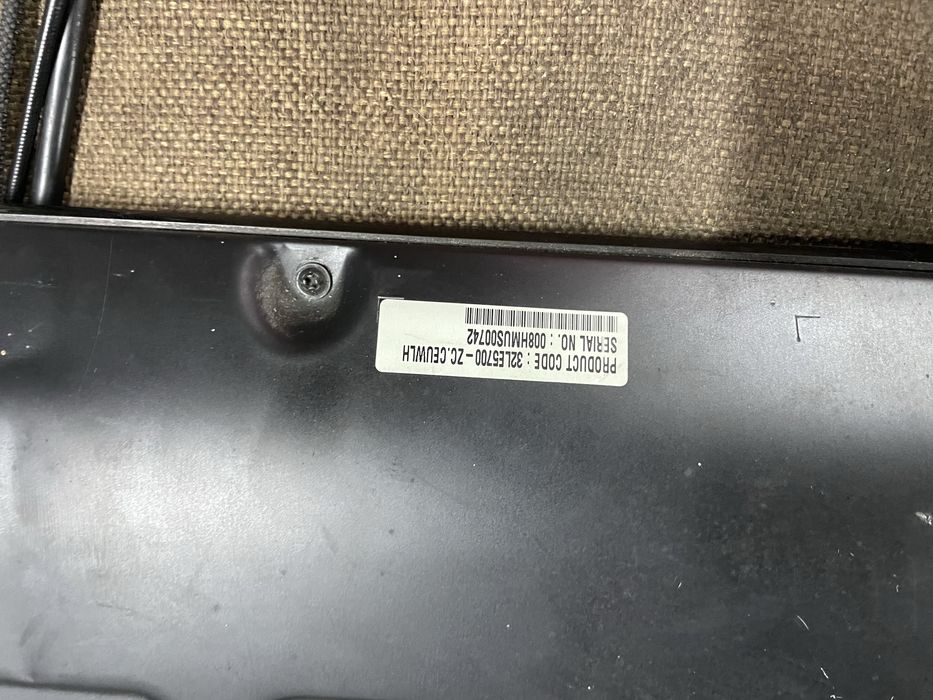 PRODUCT CODE : 32LE5700 - ZC.CEUWLH
SERIAL NO. : 008HMUS00742